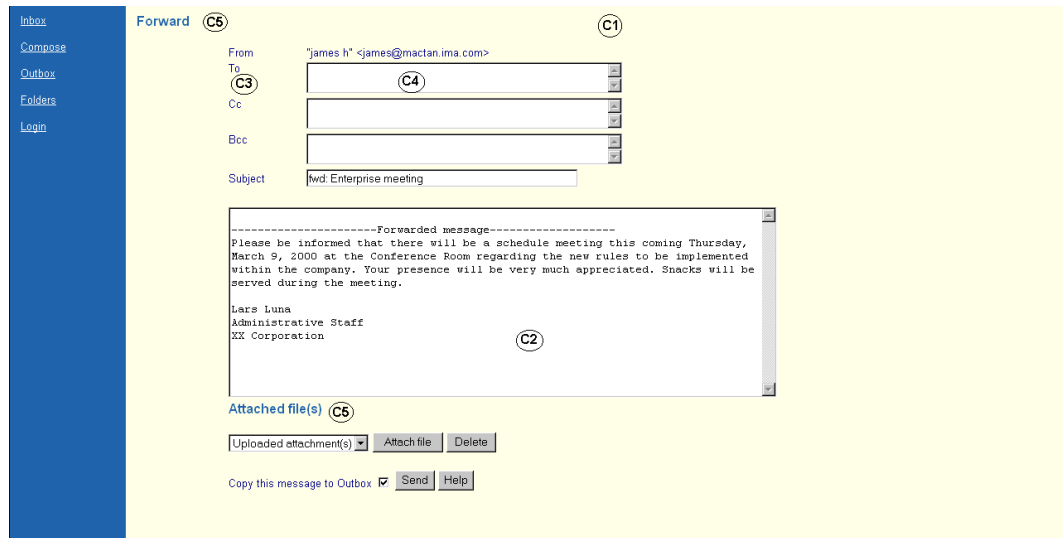 Inbox
Compose
Outbox
Folders
Login
Forward C5
C1
From "james h" <james@mactan.ima.com>
To
C3 C4
Cc
Bcc
Subject fwd: Enterprise meeting
----------------------Forwarded message-------------------
Please be informed that there will be a schedule meeting this coming Thursday,
March 9, 2000 at the Conference Room regarding the new rules to be implemented
within the company. Your presence will be very much appreciated. Snacks will be
served during the meeting.
Lars Luna
Administrative Staff
XX Corporation
C2
Attached file(s) C5
Uploaded attachment(s) Attach file Delete
Copy this message to Outbox Send Help